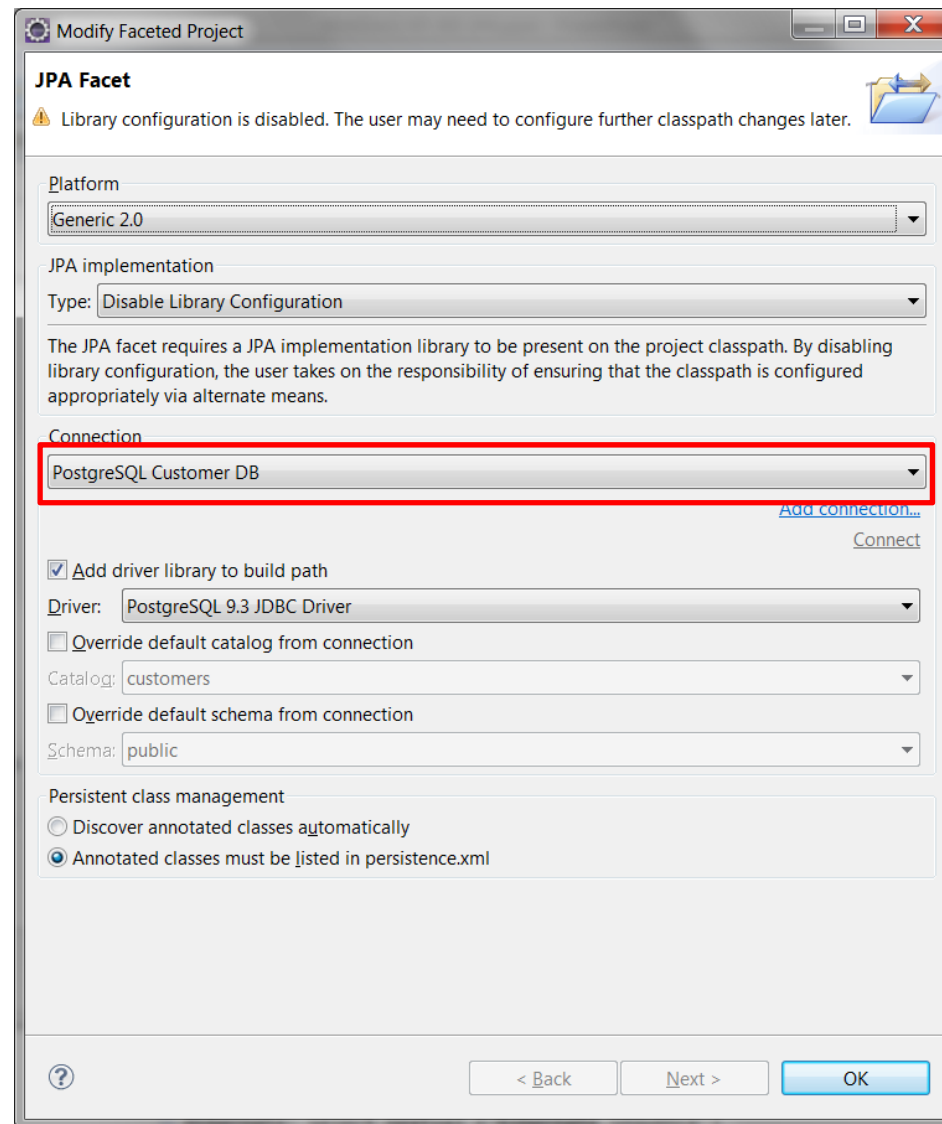 Modify Faceted Project
JPA Facet
Library configuration is disabled. The user may need to configure further classpath changes later.
Platform
Generic 2.0
JPA implementation
Type: Disable Library Configuration
The JPA facet requires a JPA implementation library to be present on the project classpath. By disabling
library configuration, the user takes on the responsibility of ensuring that the classpath is configured
appropriately via alternate means.
Connection
PostgreSQL Customer DB
Add connection...
Connect
Add driver library to build path
Driver: PostgreSQL 9.3 JDBC Driver
Override default catalog from connection
Catalog: customers
Override default schema from connection
Schema: public
Persistent class management
Discover annotated classes automatically
Annotated classes must be listed in persistence.xml
? < Back Next > OK